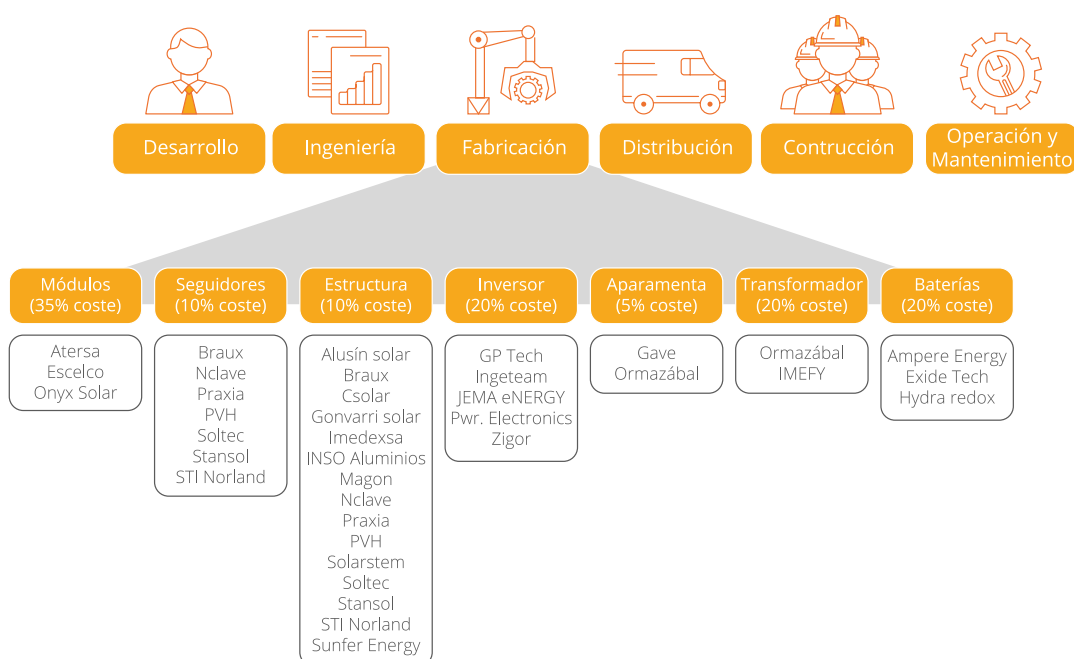 Desarrollo
Ingeniería
Fabricación
Distribución
Contrucción
Operación y
Mantenimiento
Módulos
(35% coste)
Seguidores
(10% coste)
Estructura
(10% coste)
Inversor
(20% coste)
Aparamenta
(5% coste)
Transformador
(20% coste)
Baterías
(20% coste)
Atersa
Escelco
Onyx Solar
Braux
Nclave
Praxia
PVH
Soltec
Stansol
STI Norland
Alusín solar
Braux
Csolar
Gonvarri solar
Imedexsa
INSO Aluminios
Magon
Nclave
Praxia
PVH
Solarstem
Soltec
Stansol
STI Norland
Sunfer Energy
GP Tech
Ingeteam
JEMA eNERGY
Pwr. Electronics
Zigor
Gave
Ormazábal
Ormazábal
IMEFY
Ampere Energy
Exide Tech
Hydra redox